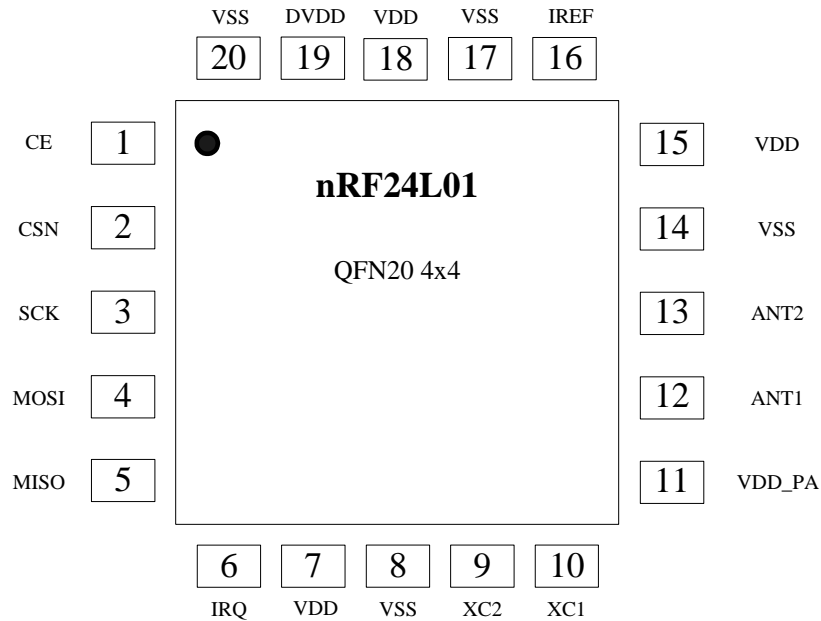 VSS DVDD VDD VSS IREF
20 19 18 17 16
CE 1 15 VDD
nRF24L01
CSN 2 14 VSS
QFN20 4x4
SCK 3 13 ANT2
MOSI 4 12 ANT1
MISO 5 11 VDD_PA
6 7 8 9 10
IRQ VDD VSS XC2 XC1